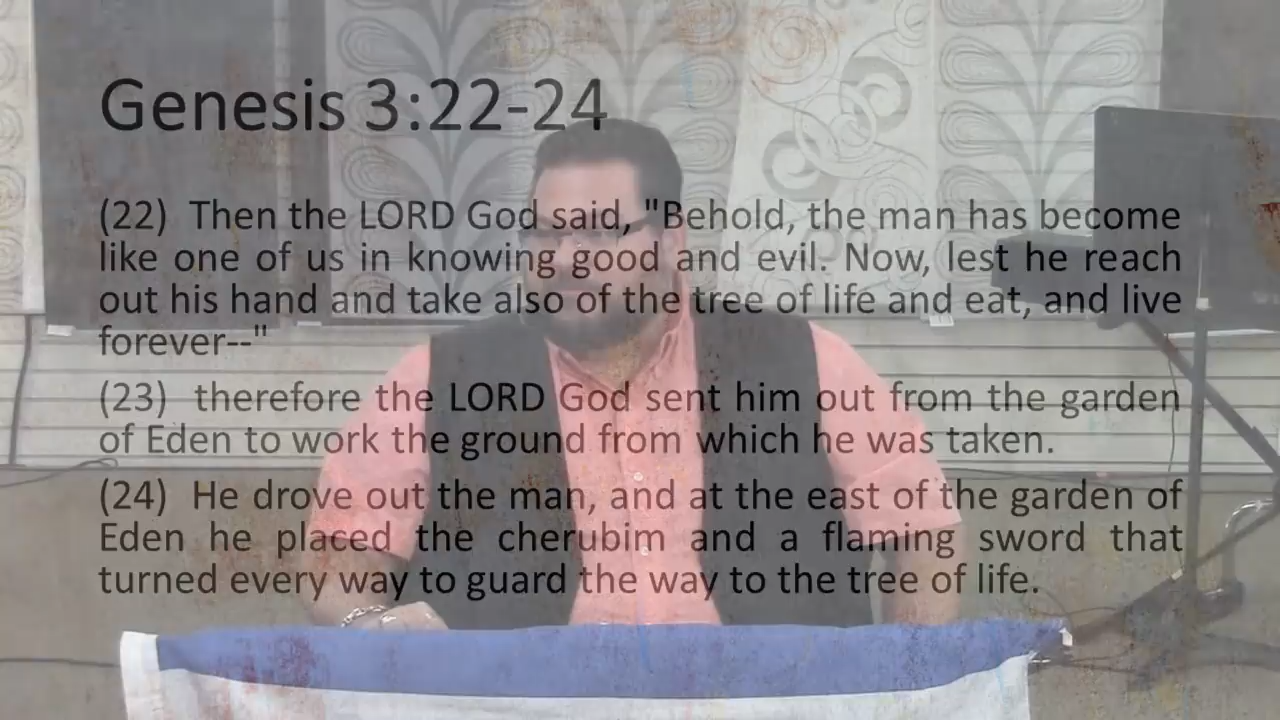 Genesis 3:22-24
(22) Then the LORD God said, "Behold, the man has become
like one of us in knowing good and evil. Now, lest he reach
out his hand and take also of the tree of life and eat, and live
forever--"
(23) therefore the LORD God sent him out from the garden
of Eden to work the ground from which he was taken.
(24) He drove out the man, and at the east of the garden of
Eden he placed the cherubim and a flaming sword that
turned every way to guard the way to the tree of life.